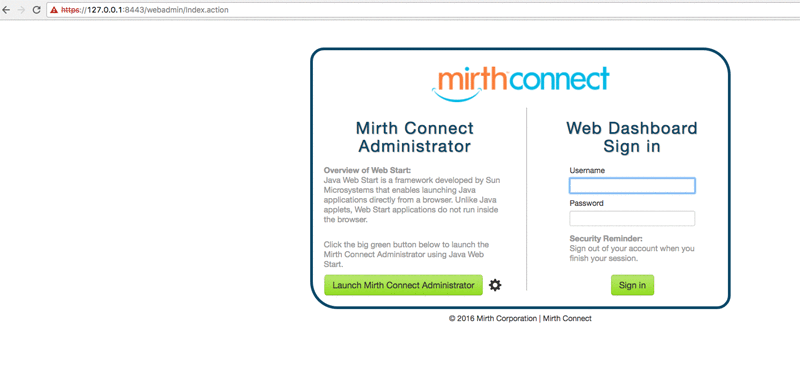 https://127.0.0.1:8443/webadmin/Index.action
mirthconnect
Mirth Connect
Administrator
Overview of Web Start:
Java Web Start is a framework developed by Sun
Microsystems that enables launching Java
applications directly from a browser. Unlike Java
applets, Web Start applications do not run inside
the browser.
Click the big green button below to launch the
Mirth Connect Administrator using Java Web
Start.
Launch Mirth Connect Administrator
Web Dashboard
Sign in
Username
Password
Security Reminder:
Sign out of your account when you
finish your session.
Sign in
© 2016 Mirth Corporation | Mirth Connect